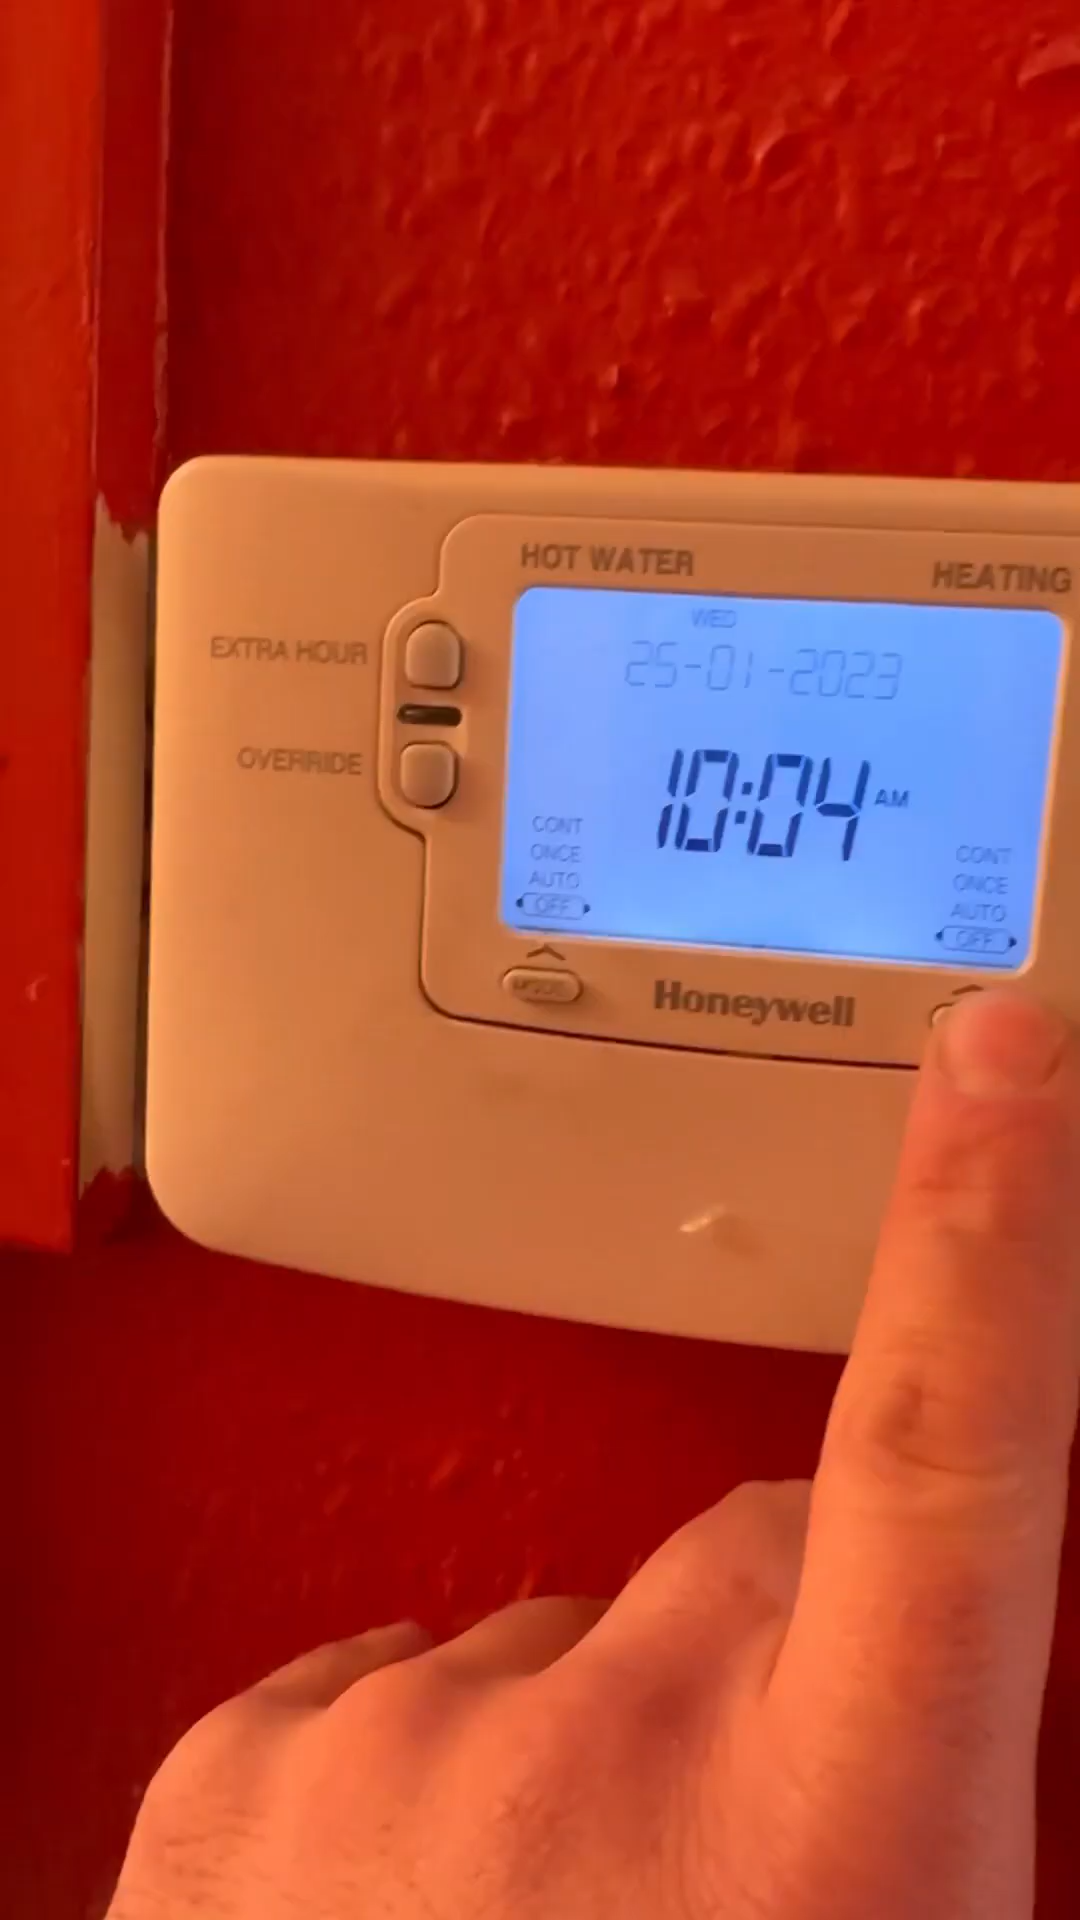 HOT WATER
HEATING
EXTRA HOUR
OVERRIDE
WED
25-01-2023
10:04 AM
CONT
ONCE
AUTO
OFF
CONT
ONCE
AUTO
OFF
MODE
Honeywell